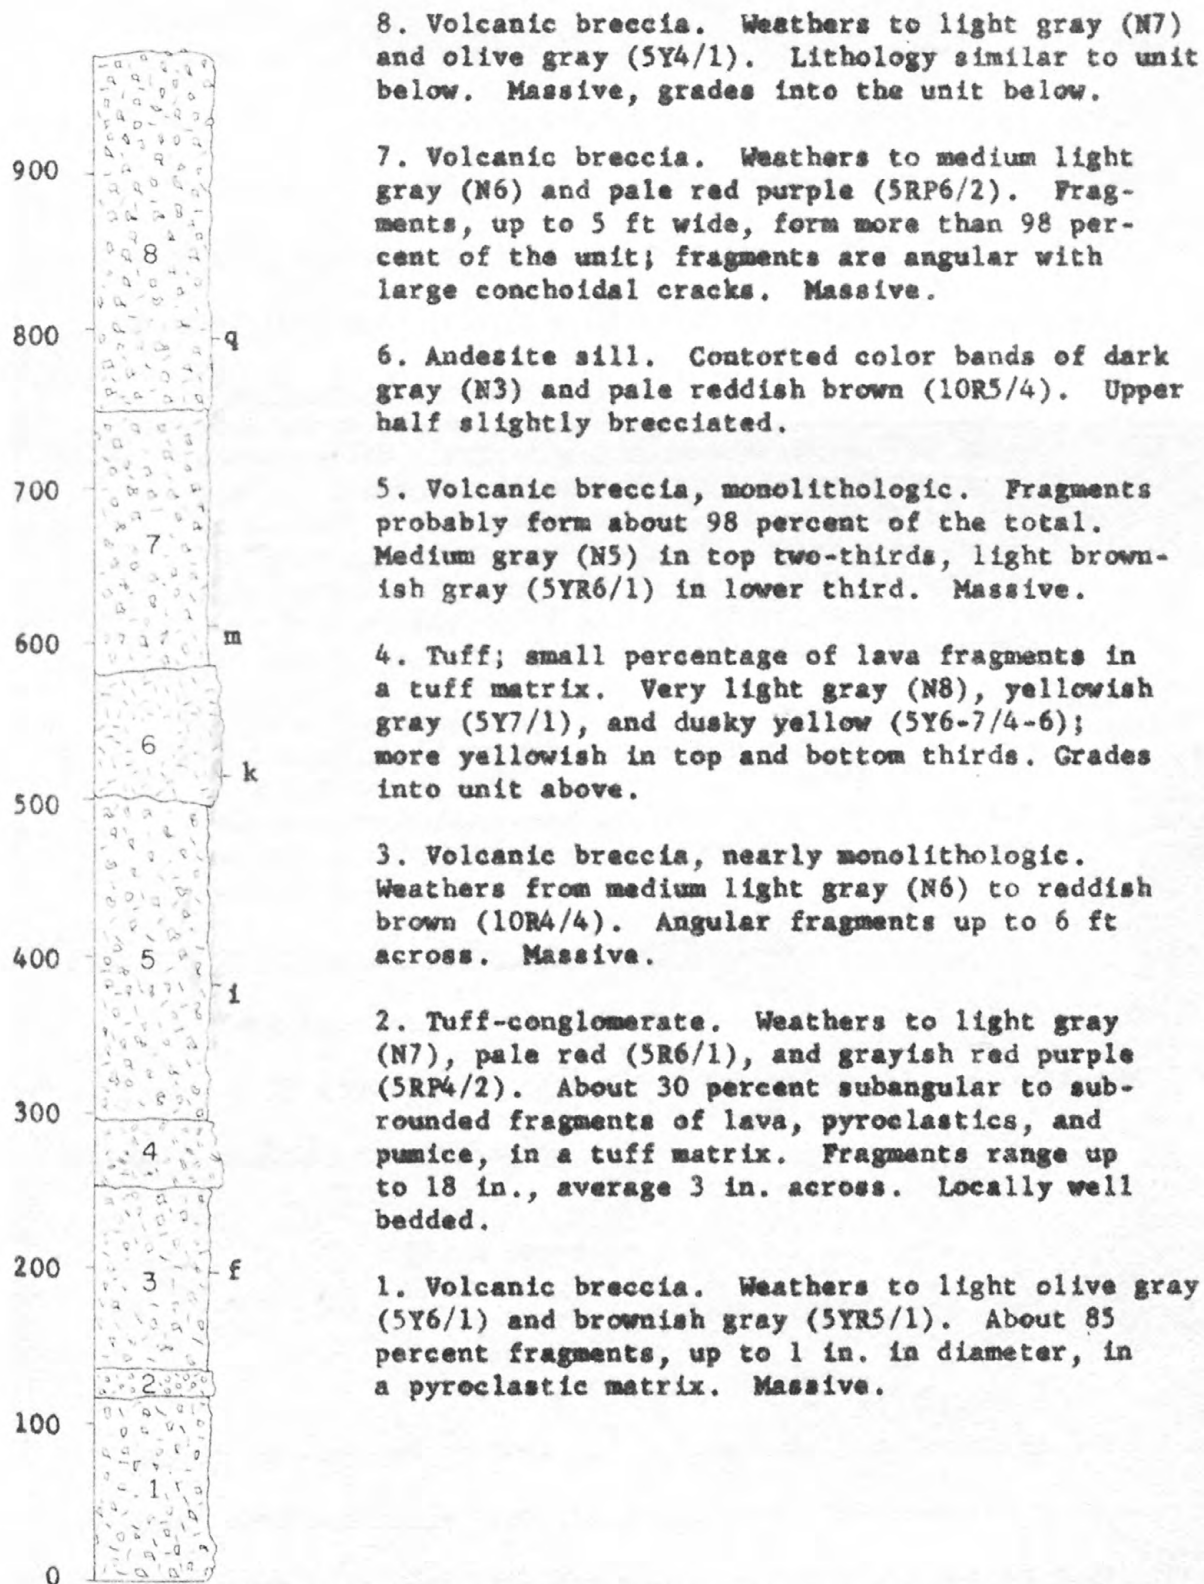 8. Volcanic breccia. Weathers to light gray (N7)
and olive gray (5Y4/1). Lithology similar to unit
below. Massive, grades into the unit below.
7. Volcanic breccia. Weathers to medium light
gray (N6) and pale red purple (5RP6/2). Frag-
ments, up to 5 ft wide, form more than 98 per-
cent of the unit; fragments are angular with
large conchoidal cracks. Massive.
6. Andesite sill. Contorted color bands of dark
gray (N3) and pale reddish brown (10R5/4). Upper
half slightly brecciated.
5. Volcanic breccia, monolithologic. Fragments
probably form about 98 percent of the total.
Medium gray (N5) in top two-thirds, light brown-
ish gray (5YR6/1) in lower third. Massive.
4. Tuff; small percentage of lava fragments in
a tuff matrix. Very light gray (N8), yellowish
gray (5Y7/1), and dusky yellow (5Y6-7/4-6);
more yellowish in top and bottom thirds. Grades
into unit above.
3. Volcanic breccia, nearly monolithologic.
Weathers from medium light gray (N6) to reddish
brown (10R4/4). Angular fragments up to 6 ft
across. Massive.
2. Tuff-conglomerate. Weathers to light gray
(N7), pale red (5R6/1), and grayish red purple
(5RP4/2). About 30 percent subangular to sub-
rounded fragments of lava, pyroclastics, and
pumice, in a tuff matrix. Fragments range up
to 18 in., average 3 in. across. Locally well
bedded.
1. Volcanic breccia. Weathers to light olive gray
(5Y6/1) and brownish gray (5YR5/1). About 85
percent fragments, up to 1 in. in diameter, in
a pyroclastic matrix. Massive.
900
8
800
q
700
7
600
m
6
k
500
400
5
i
300
4
200
3
f
2
100
1
0